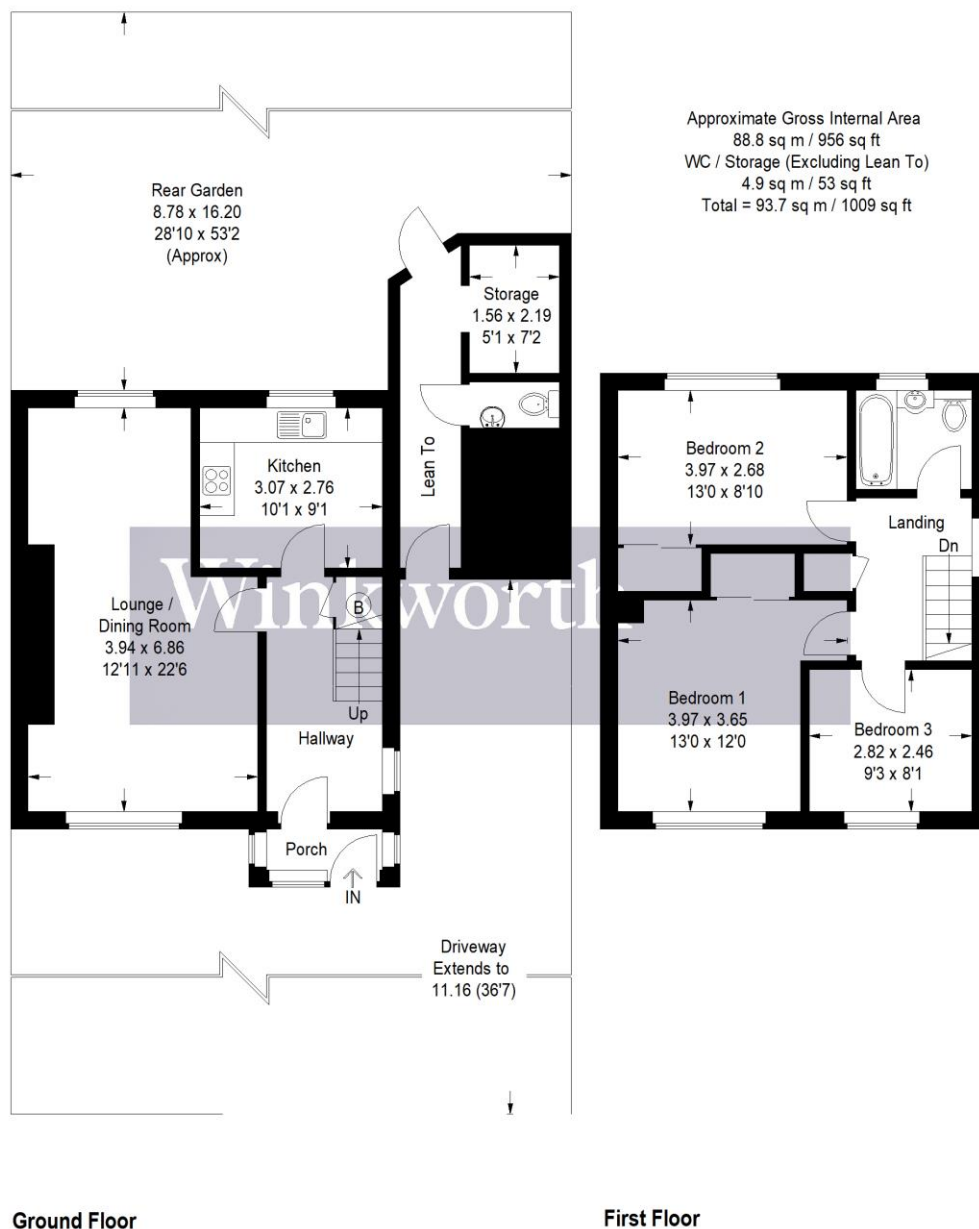 Approximate Gross Internal Area
88.8 sq m / 956 sq ft
WC / Storage (Excluding Lean To)
4.9 sq m / 53 sq ft
Total = 93.7 sq m / 1009 sq ft
Rear Garden
8.78 x 16.20
28'10 x 53'2
(Approx)
Storage
1.56 x 2.19
5'1 x 7'2
Kitchen
3.07 x 2.76
10'1 x 9'1
Lean To
Winkworth
Lounge /
Dining Room
3.94 x 6.86
12'11 x 22'6
B
Up
Hallway
Porch
IN
Driveway
Extends to
11.16 (36'7)
Bedroom 2
3.97 x 2.68
13'0 x 8'10
Landing
Dn
Bedroom 1
3.97 x 3.65
13'0 x 12'0
Bedroom 3
2.82 x 2.46
9'3 x 8'1
Ground Floor
First Floor